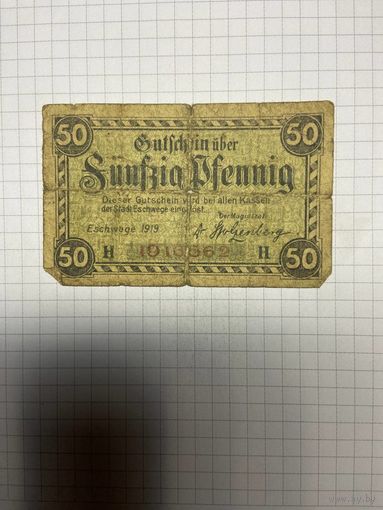 50 50
Gutschein über
Fünfzig Pfennig
Dieser Gutschein wird bei allen Kassen
der Stadt Eschwege eingelöst.
Der Magistrat
Eschwege 1919
H H
50 50